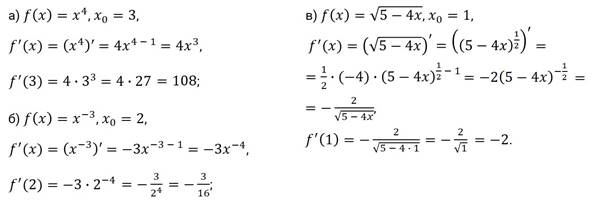 а) f(x) = x⁴, x₀ = 3,
f′(x) = (x⁴)′ = 4x⁴⁻¹ = 4x³,
f′(3) = 4 · 3³ = 4 · 27 = 108;
б) f(x) = x⁻³, x₀ = 2,
f′(x) = (x⁻³)′ = −3x⁻³⁻¹ = −3x⁻⁴,
f′(2) = −3 · 2⁻⁴ = −3/2⁴ = −3/16;
в) f(x) = √(5 − 4x), x₀ = 1,
f′(x) = (√(5 − 4x))′ = ((5 − 4x)^(1/2))′ =
= 1/2 · (−4) · (5 − 4x)^(1/2 − 1) = −2(5 − 4x)^(−1/2) =
= −2/√(5 − 4x),
f′(1) = −2/√(5 − 4·1) = −2/√1 = −2.